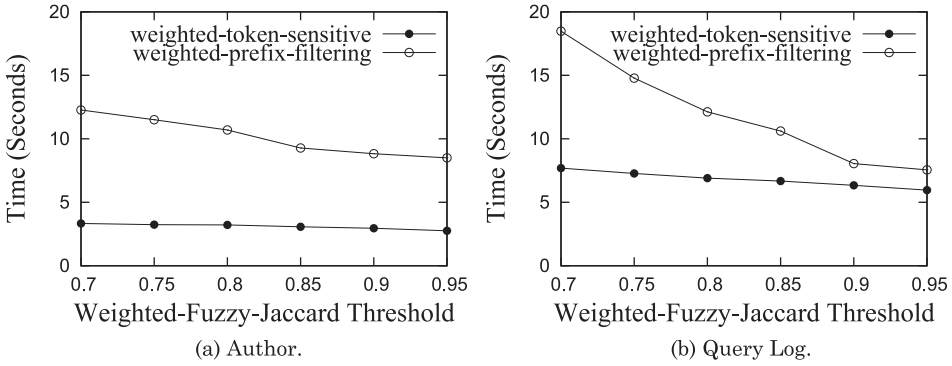 20
15
10
5
0
Time (Seconds)
weighted-token-sensitive
weighted-prefix-filtering
0.7 0.75 0.8 0.85 0.9 0.95
Weighted-Fuzzy-Jaccard Threshold
(a) Author.
20
15
10
5
0
Time (Seconds)
weighted-token-sensitive
weighted-prefix-filtering
0.7 0.75 0.8 0.85 0.9 0.95
Weighted-Fuzzy-Jaccard Threshold
(b) Query Log.